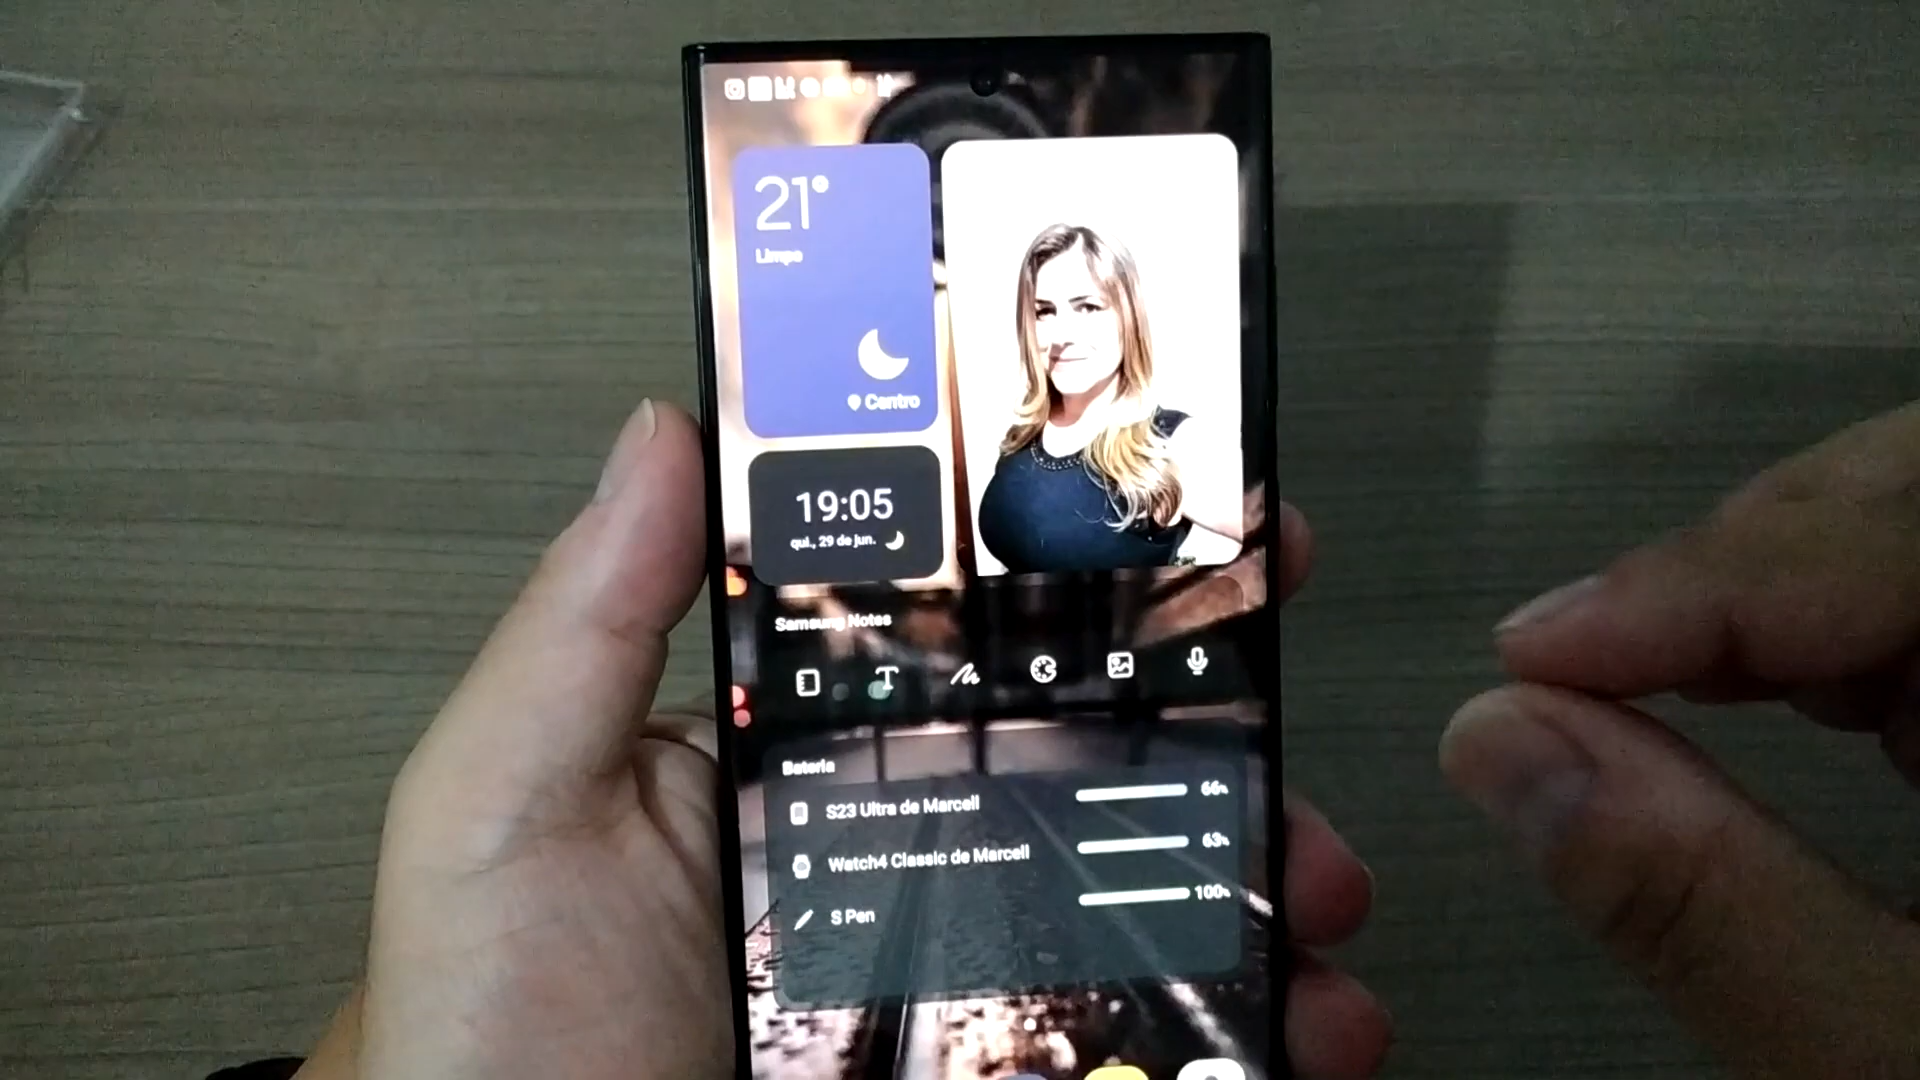 21°
Limpo
Centro
19:05
qui., 29 de jun.
Samsung Notes
T
Bateria
S23 Ultra de Marcell
66%
Watch4 Classic de Marcell
63%
S Pen
100%